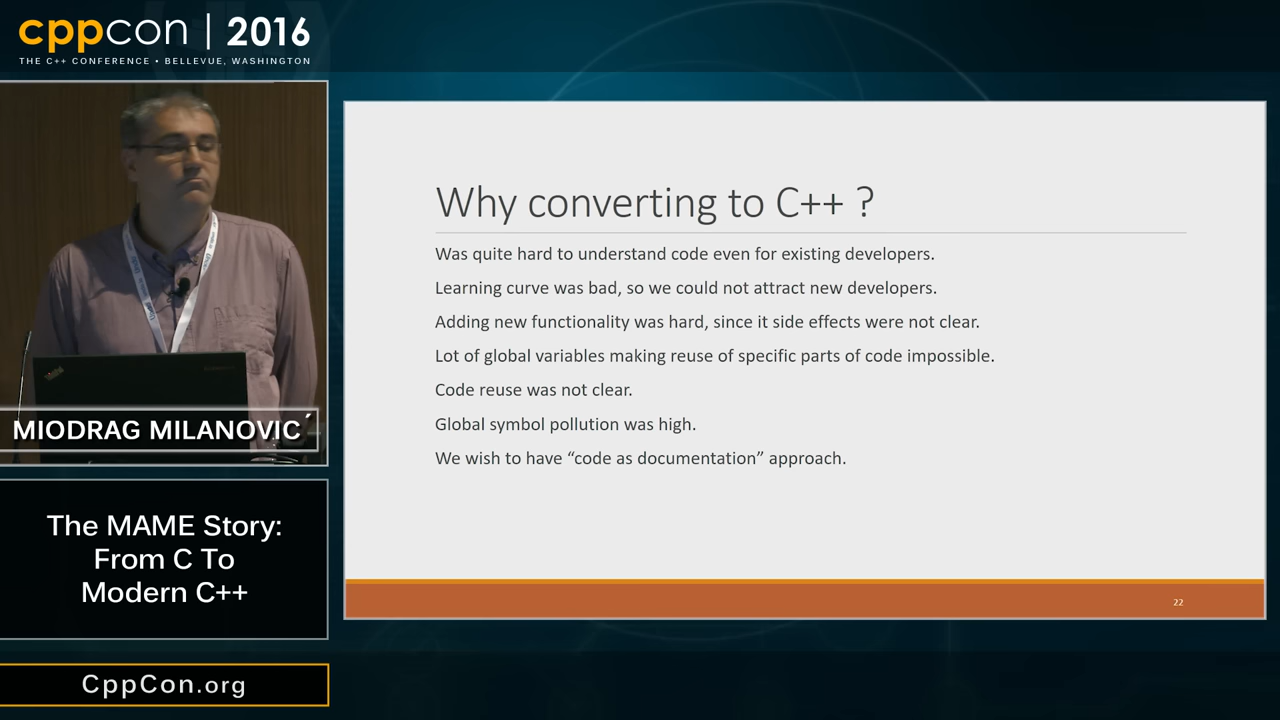 cppcon | 2016
THE C++ CONFERENCE • BELLEVUE, WASHINGTON
MIODRAG MILANOVIC´
The MAME Story:
From C To
Modern C++
CppCon.org
Why converting to C++ ?
Was quite hard to understand code even for existing developers.
Learning curve was bad, so we could not attract new developers.
Adding new functionality was hard, since it side effects were not clear.
Lot of global variables making reuse of specific parts of code impossible.
Code reuse was not clear.
Global symbol pollution was high.
We wish to have “code as documentation” approach.
22